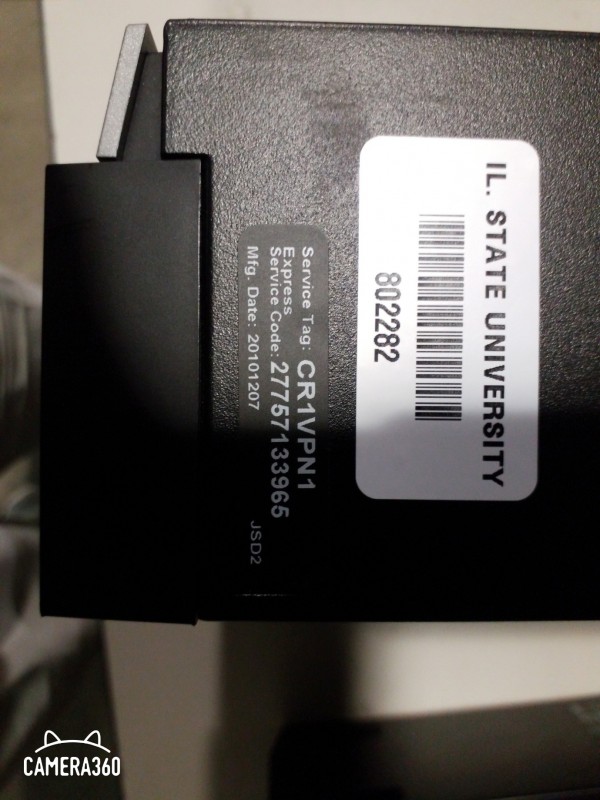 IL. STATE UNIVERSITY
802282
Service Tag: CR1VPN1
Express
Service Code: 27757133965
Mfg. Date: 20101207 JSD2
CAMERA360